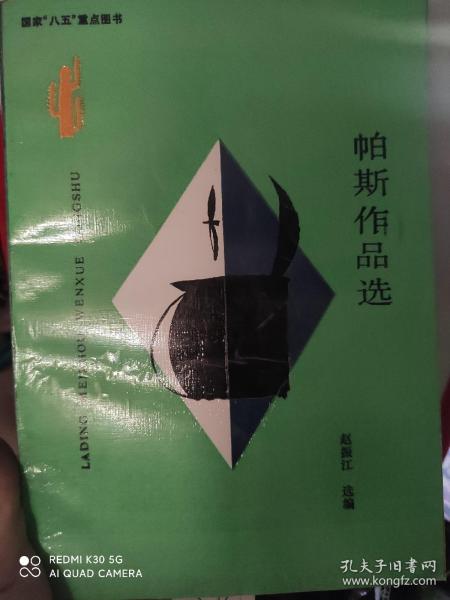 国家“八五”重点图书
帕斯作品选
LADING MEIZHOU WENXUE CONGSHU
赵振江 选编
REDMI K30 5G
AI QUAD CAMERA
孔夫子旧书网
www.kongfz.com